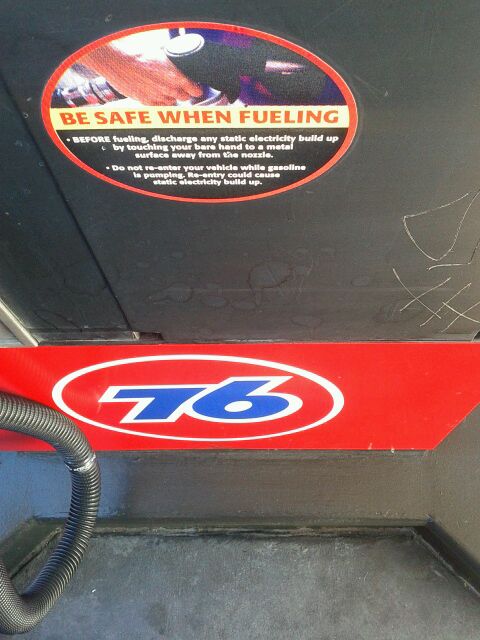 BE SAFE WHEN FUELING
• BEFORE fueling, discharge any static electricity build up
by touching your bare hand to a metal
surface away from the nozzle.
• Do not re-enter your vehicle while gasoline
is pumping. Re-entry could cause
static electricity build up.
76